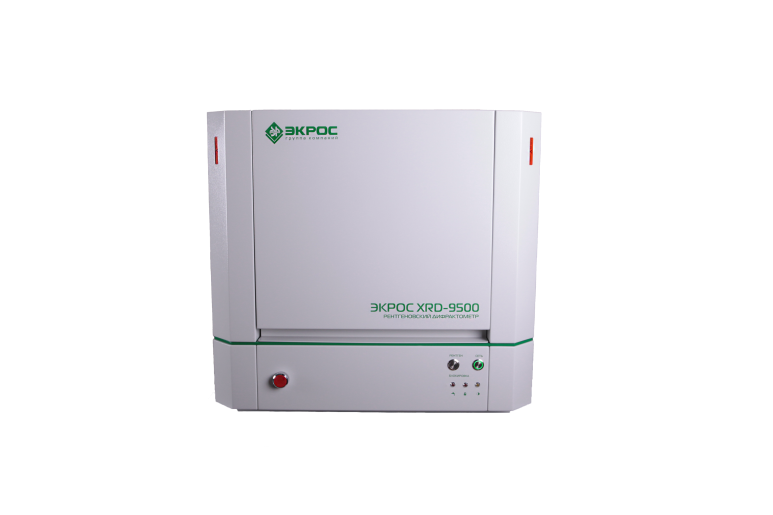 ЭКРОС
группа компаний
ЭКРОС XRD-9500
РЕНТГЕНОВСКИЙ ДИФРАКТОМЕТР